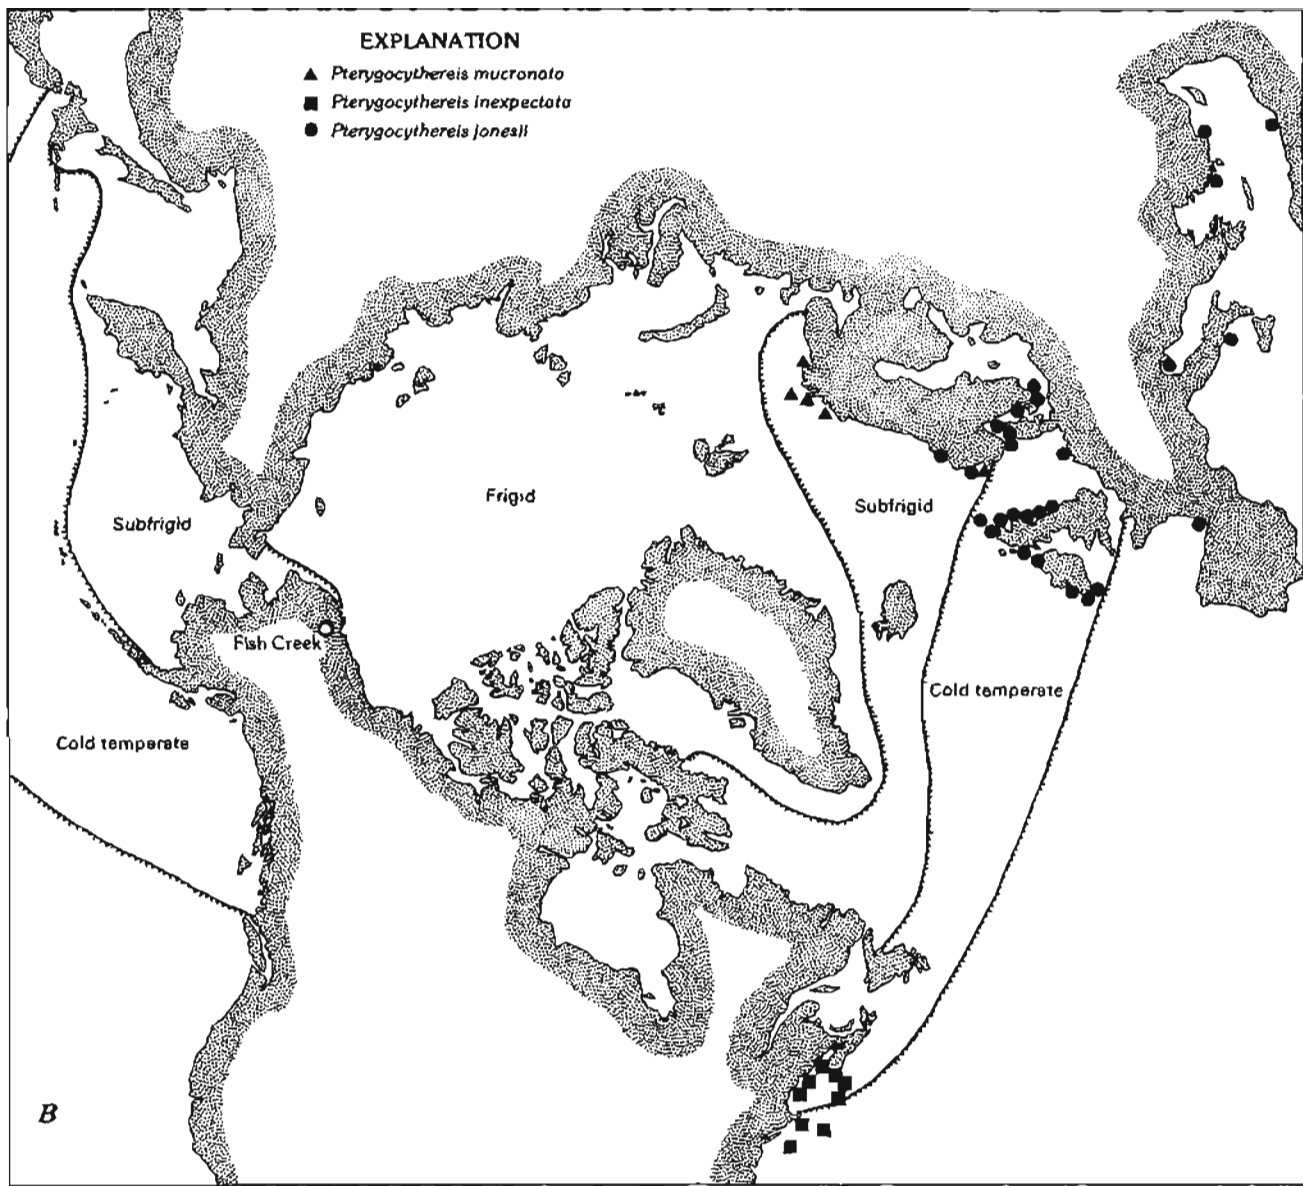 EXPLANATION
Pterygocythereis mucronata
Pterygocythereis inexpectata
Pterygocythereis jonesii
Frigid
Subfrigid
Subfrigid
Fish Creek
Cold temperate
Cold temperate
B